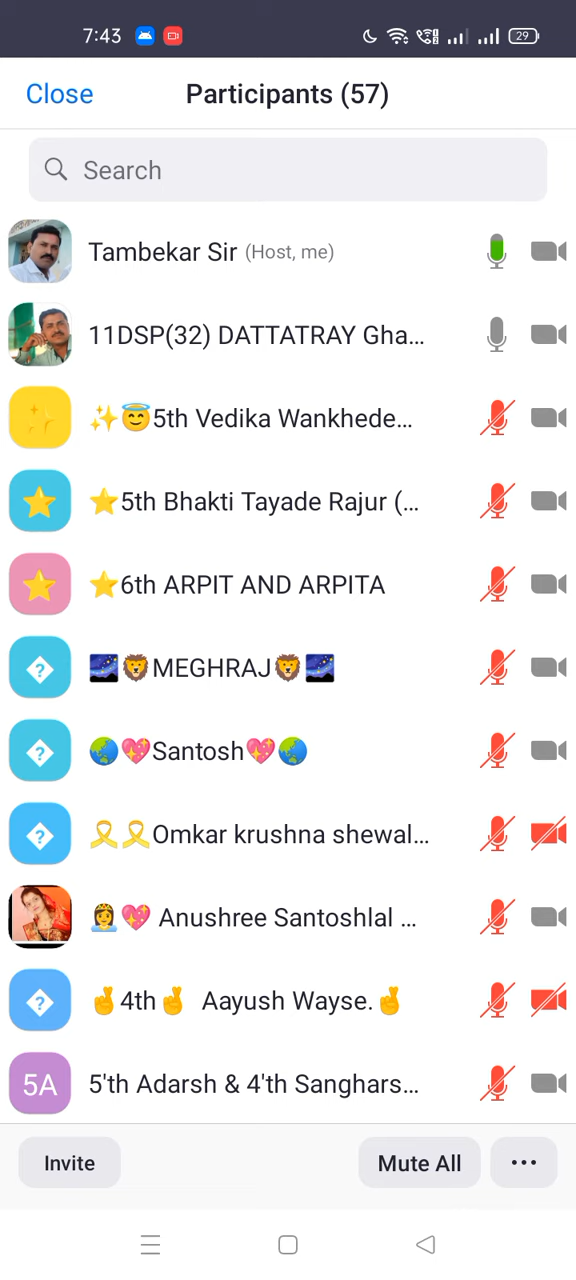 7:43 29
Close Participants (57)
Search
Tambekar Sir (Host, me)
11DSP(32) DATTATRAY Gha...
✨😇5th Vedika Wankhede...
⭐5th Bhakti Tayade Rajur (...
⭐6th ARPIT AND ARPITA
🌌🦁MEGHRAJ🦁🌌
🌏💖Santosh💖🌏
🎗🎗Omkar krushna shewal...
👸💖 Anushree Santoshlal ...
🤞4th🤞 Aayush Wayse.🤞
5A 5'th Adarsh & 4'th Sanghars...
Invite Mute All ...